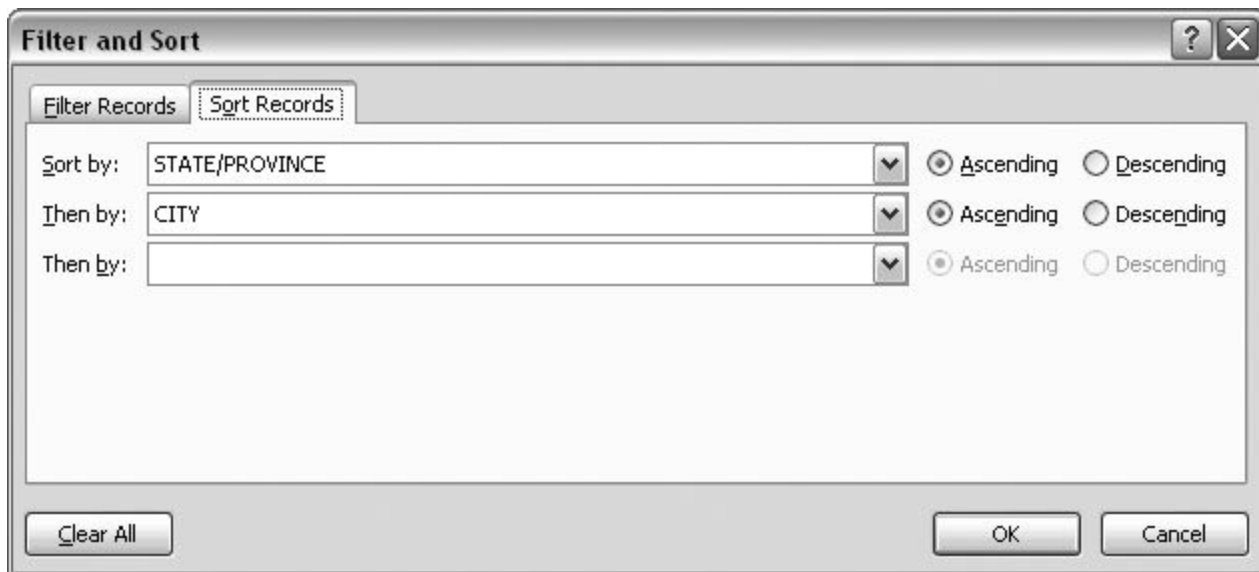 Filter and Sort ?
Filter Records Sort Records
Sort by: STATE/PROVINCE Ascending Descending
Then by: CITY Ascending Descending
Then by: Ascending Descending
Clear All OK Cancel